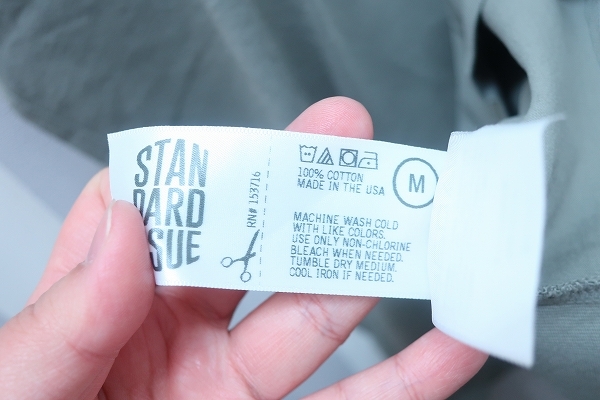 STAN
DARD
ISSUE
RN# 153716
100% COTTON
MADE IN THE USA
M
MACHINE WASH COLD
WITH LIKE COLORS.
USE ONLY NON-CHLORINE
BLEACH WHEN NEEDED.
TUMBLE DRY MEDIUM.
COOL IRON IF NEEDED.